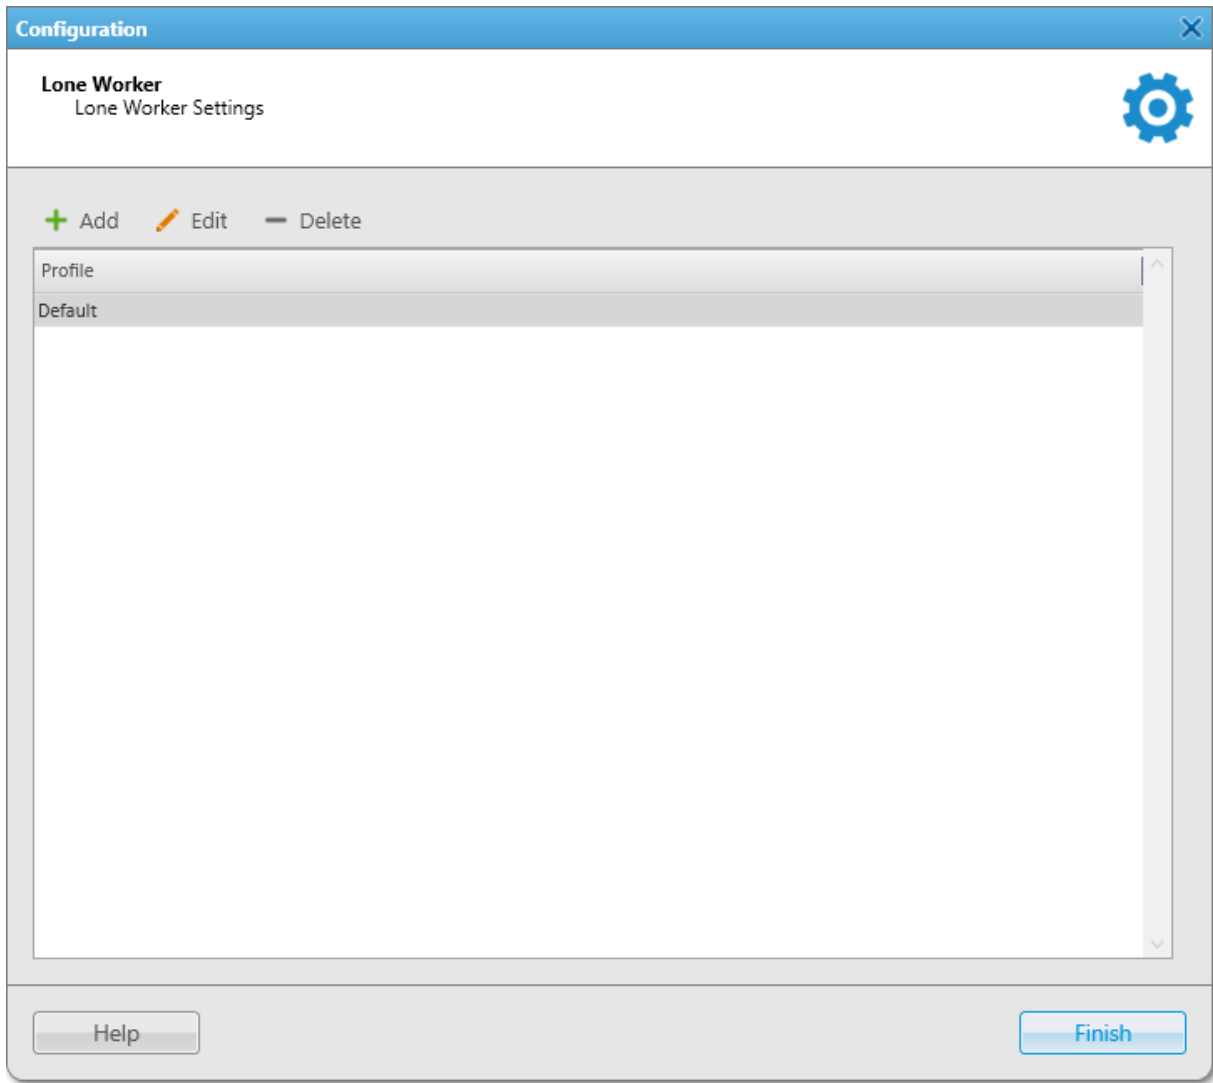 Configuration
Lone Worker
Lone Worker Settings
Add Edit Delete
Profile
Default
Help Finish